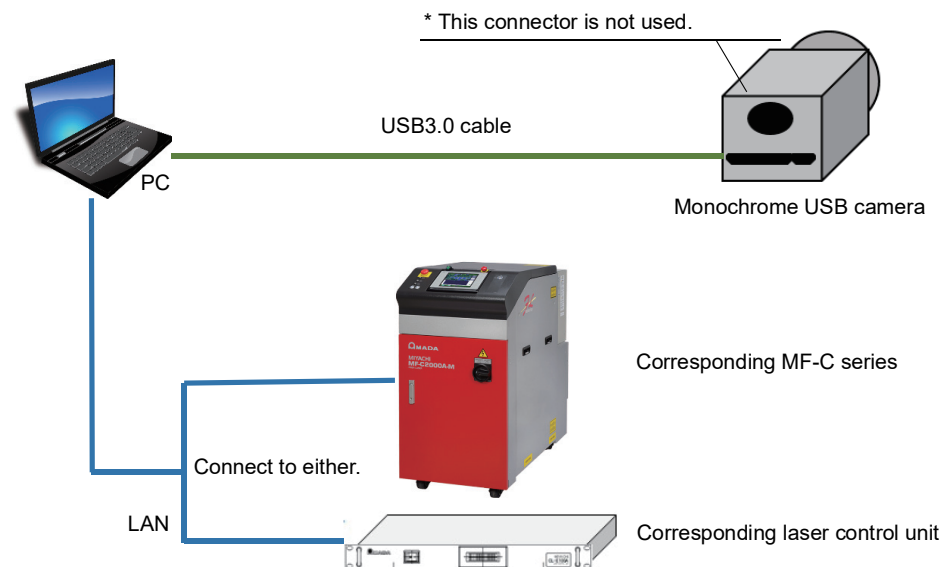 * This connector is not used.
USB3.0 cable
PC
Monochrome USB camera
AMADA
MIYACHI
MF-C2000A-M
Corresponding MF-C series
Connect to either.
LAN
Corresponding laser control unit